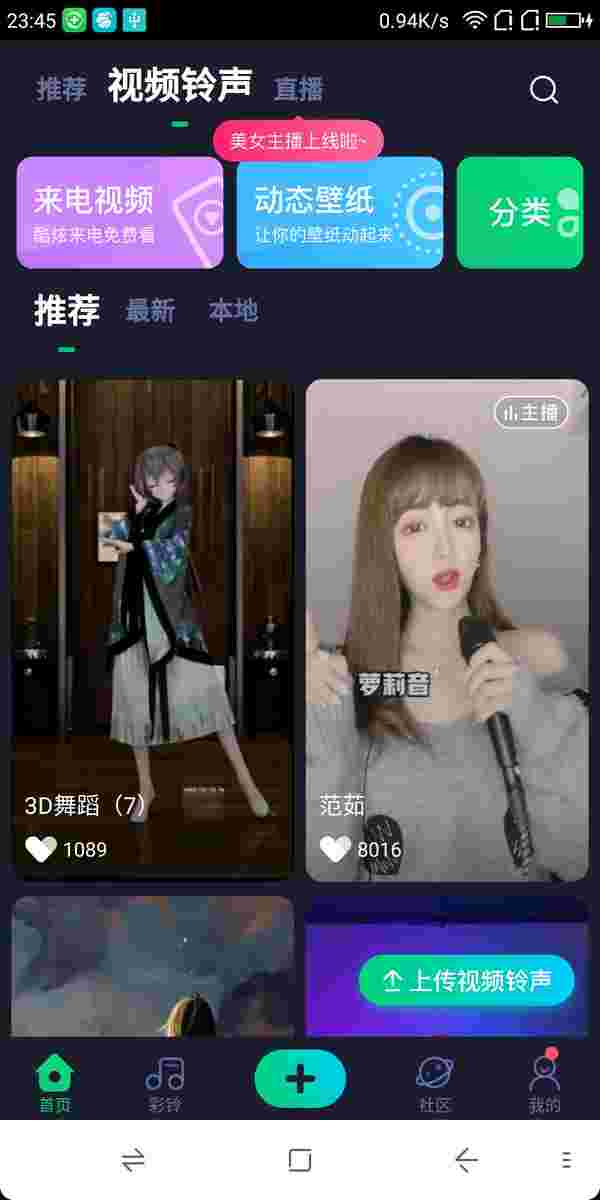 23:45
0.94K/s
推荐 视频铃声 直播
美女主播上线啦~
来电视频
酷炫来电免费看
动态壁纸
让你的壁纸动起来
分类
推荐 最新 本地
主播
萝莉音
3D舞蹈（7）
1089
范茹
8016
上传视频铃声
首页
彩铃
社区
我的